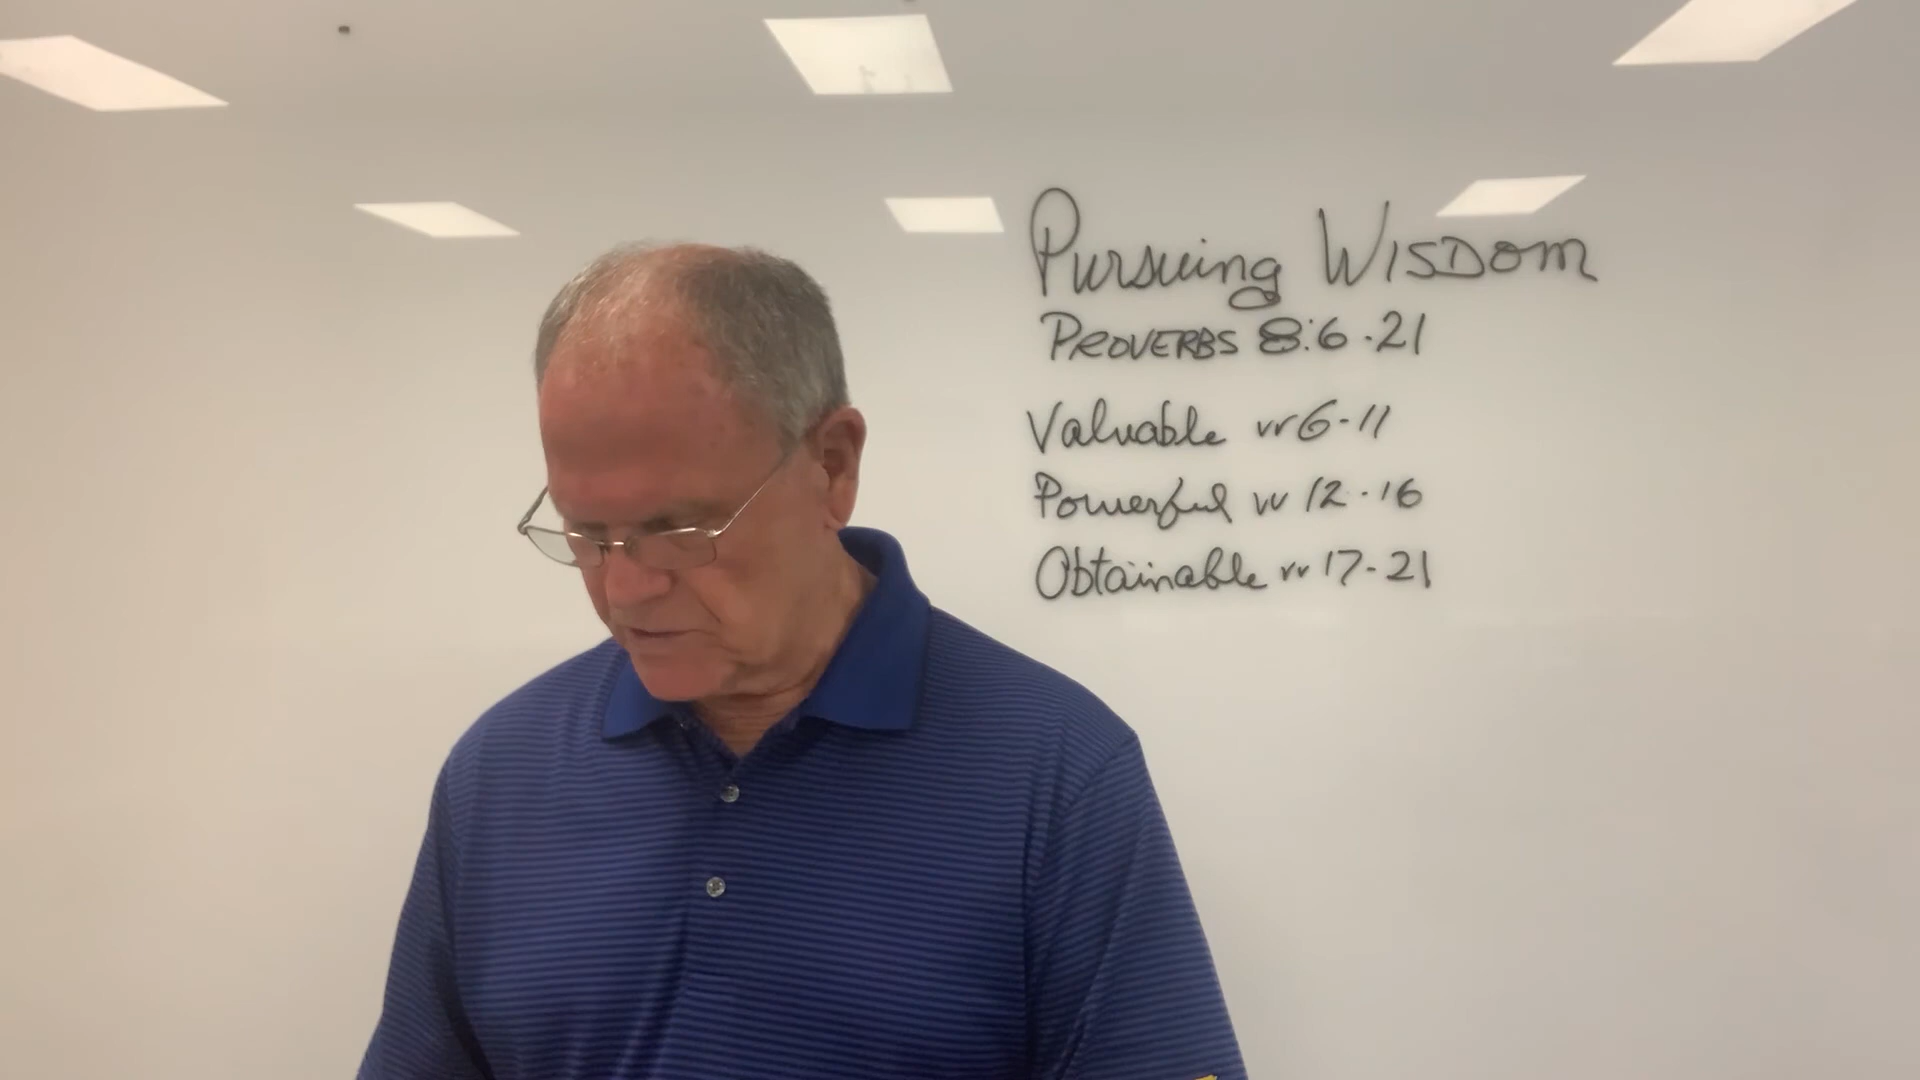 Pursuing WISDOM
PROVERBS 8:6-21
Valuable vv 6-11
Powerful vv 12-16
Obtainable vv 17-21